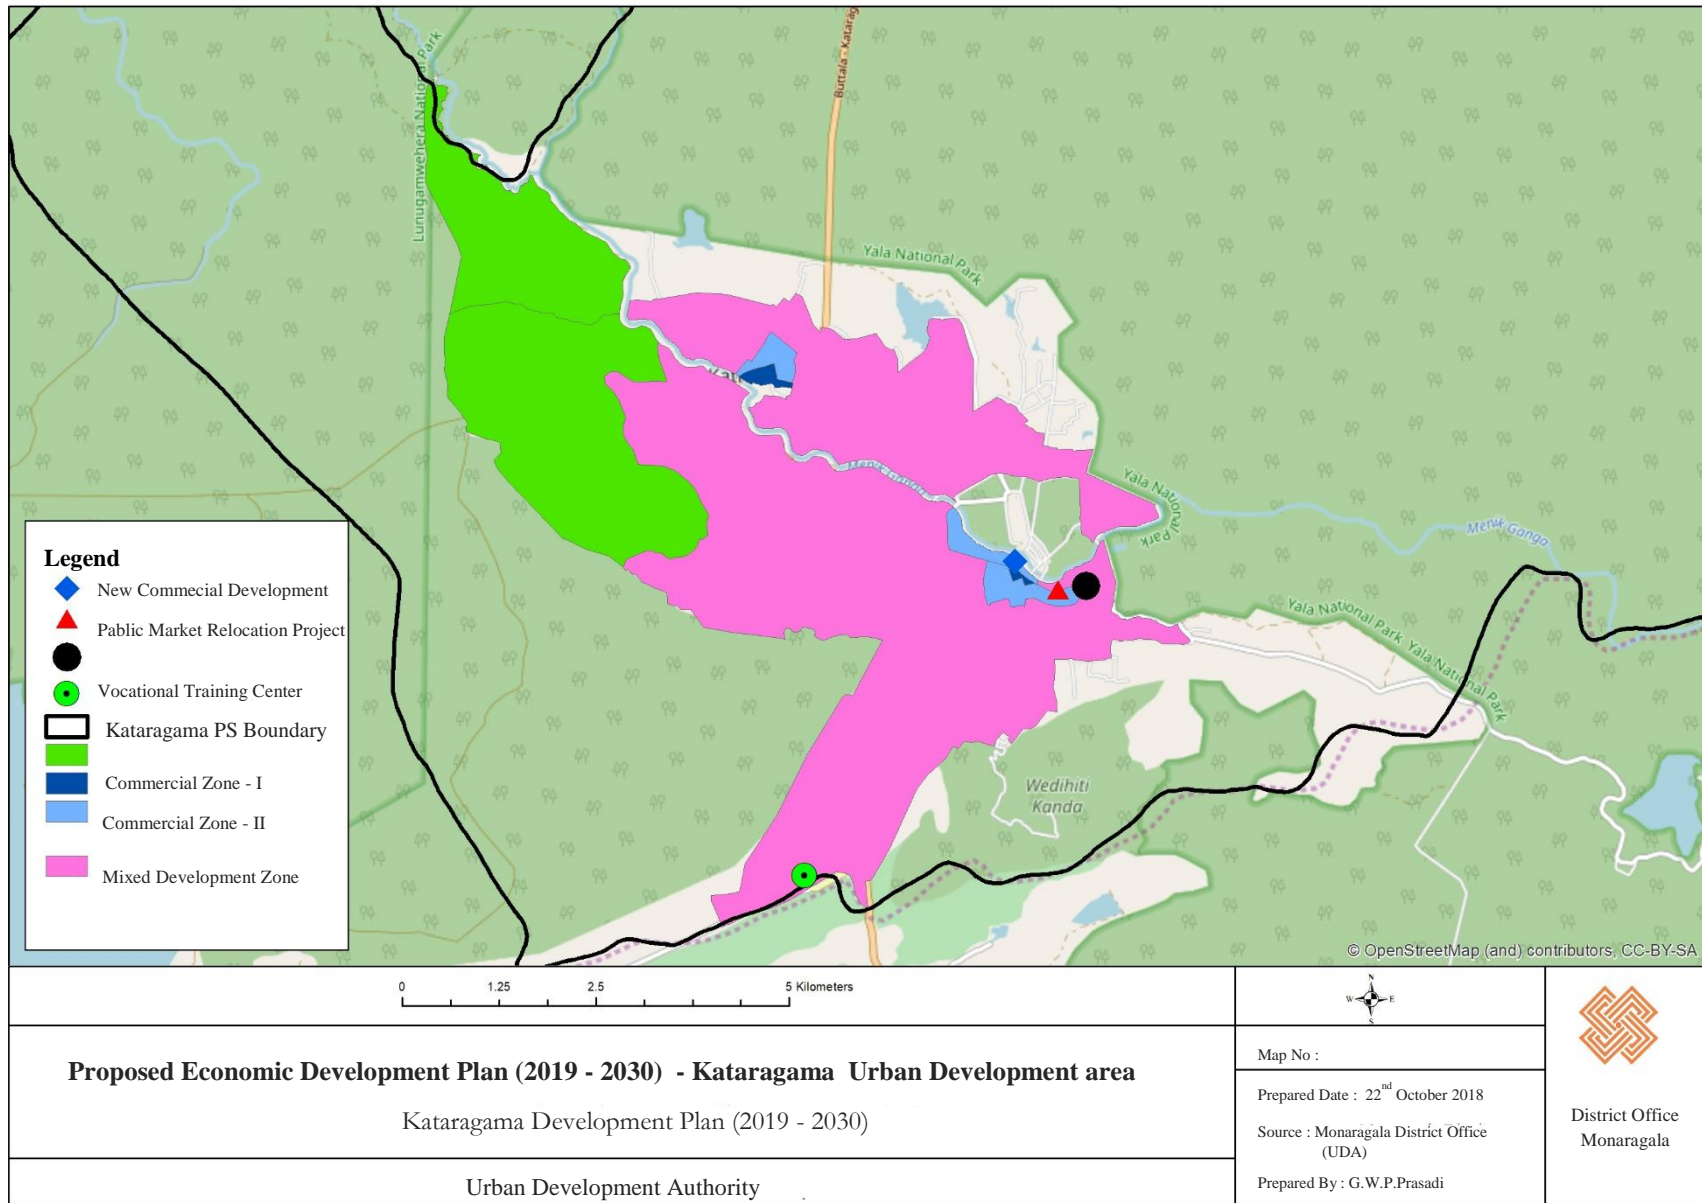 Lunugamwehera National Park
Buttala - Katarag
Yala National Park
Kata
Menik Ganga
Yala National Park
Menik Ganga
Yala National Park
Yala National Park
Wedihiti
Kanda
Legend
New Commecial Development
Pablic Market Relocation Project
Vocational Training Center
Kataragama PS Boundary
Commercial Zone - I
Commercial Zone - II
Mixed Development Zone
© OpenStreetMap (and) contributors, CC-BY-SA
0 1.25 2.5 5 Kilometers
N
W E
S
Proposed Economic Development Plan (2019 - 2030) - Kataragama Urban Development area
Kataragama Development Plan (2019 - 2030)
Urban Development Authority
Map No :
Prepared Date : 22nd October 2018
Source : Monaragala District Office
(UDA)
Prepared By : G.W.P.Prasadi
District Office
Monaragala